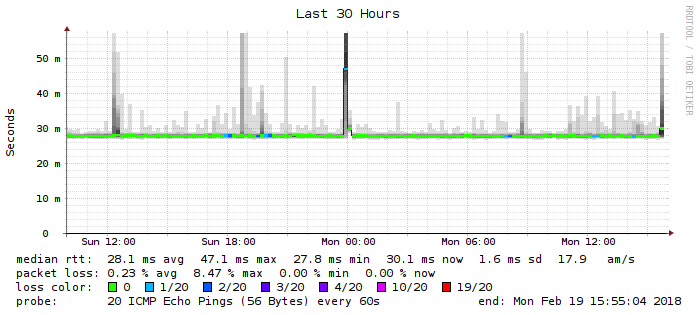 Last 30 Hours
RRDTOOL / TOBI OETIKER
Seconds
50 m
40 m
30 m
20 m
10 m
0
Sun 12:00 Sun 18:00 Mon 00:00 Mon 06:00 Mon 12:00
median rtt: 28.1 ms avg 47.1 ms max 27.8 ms min 30.1 ms now 1.6 ms sd 17.9 am/s
packet loss: 0.23 % avg 8.47 % max 0.00 % min 0.00 % now
loss color: 0 1/20 2/20 3/20 4/20 10/20 19/20
probe: 20 ICMP Echo Pings (56 Bytes) every 60s end: Mon Feb 19 15:55:04 2018